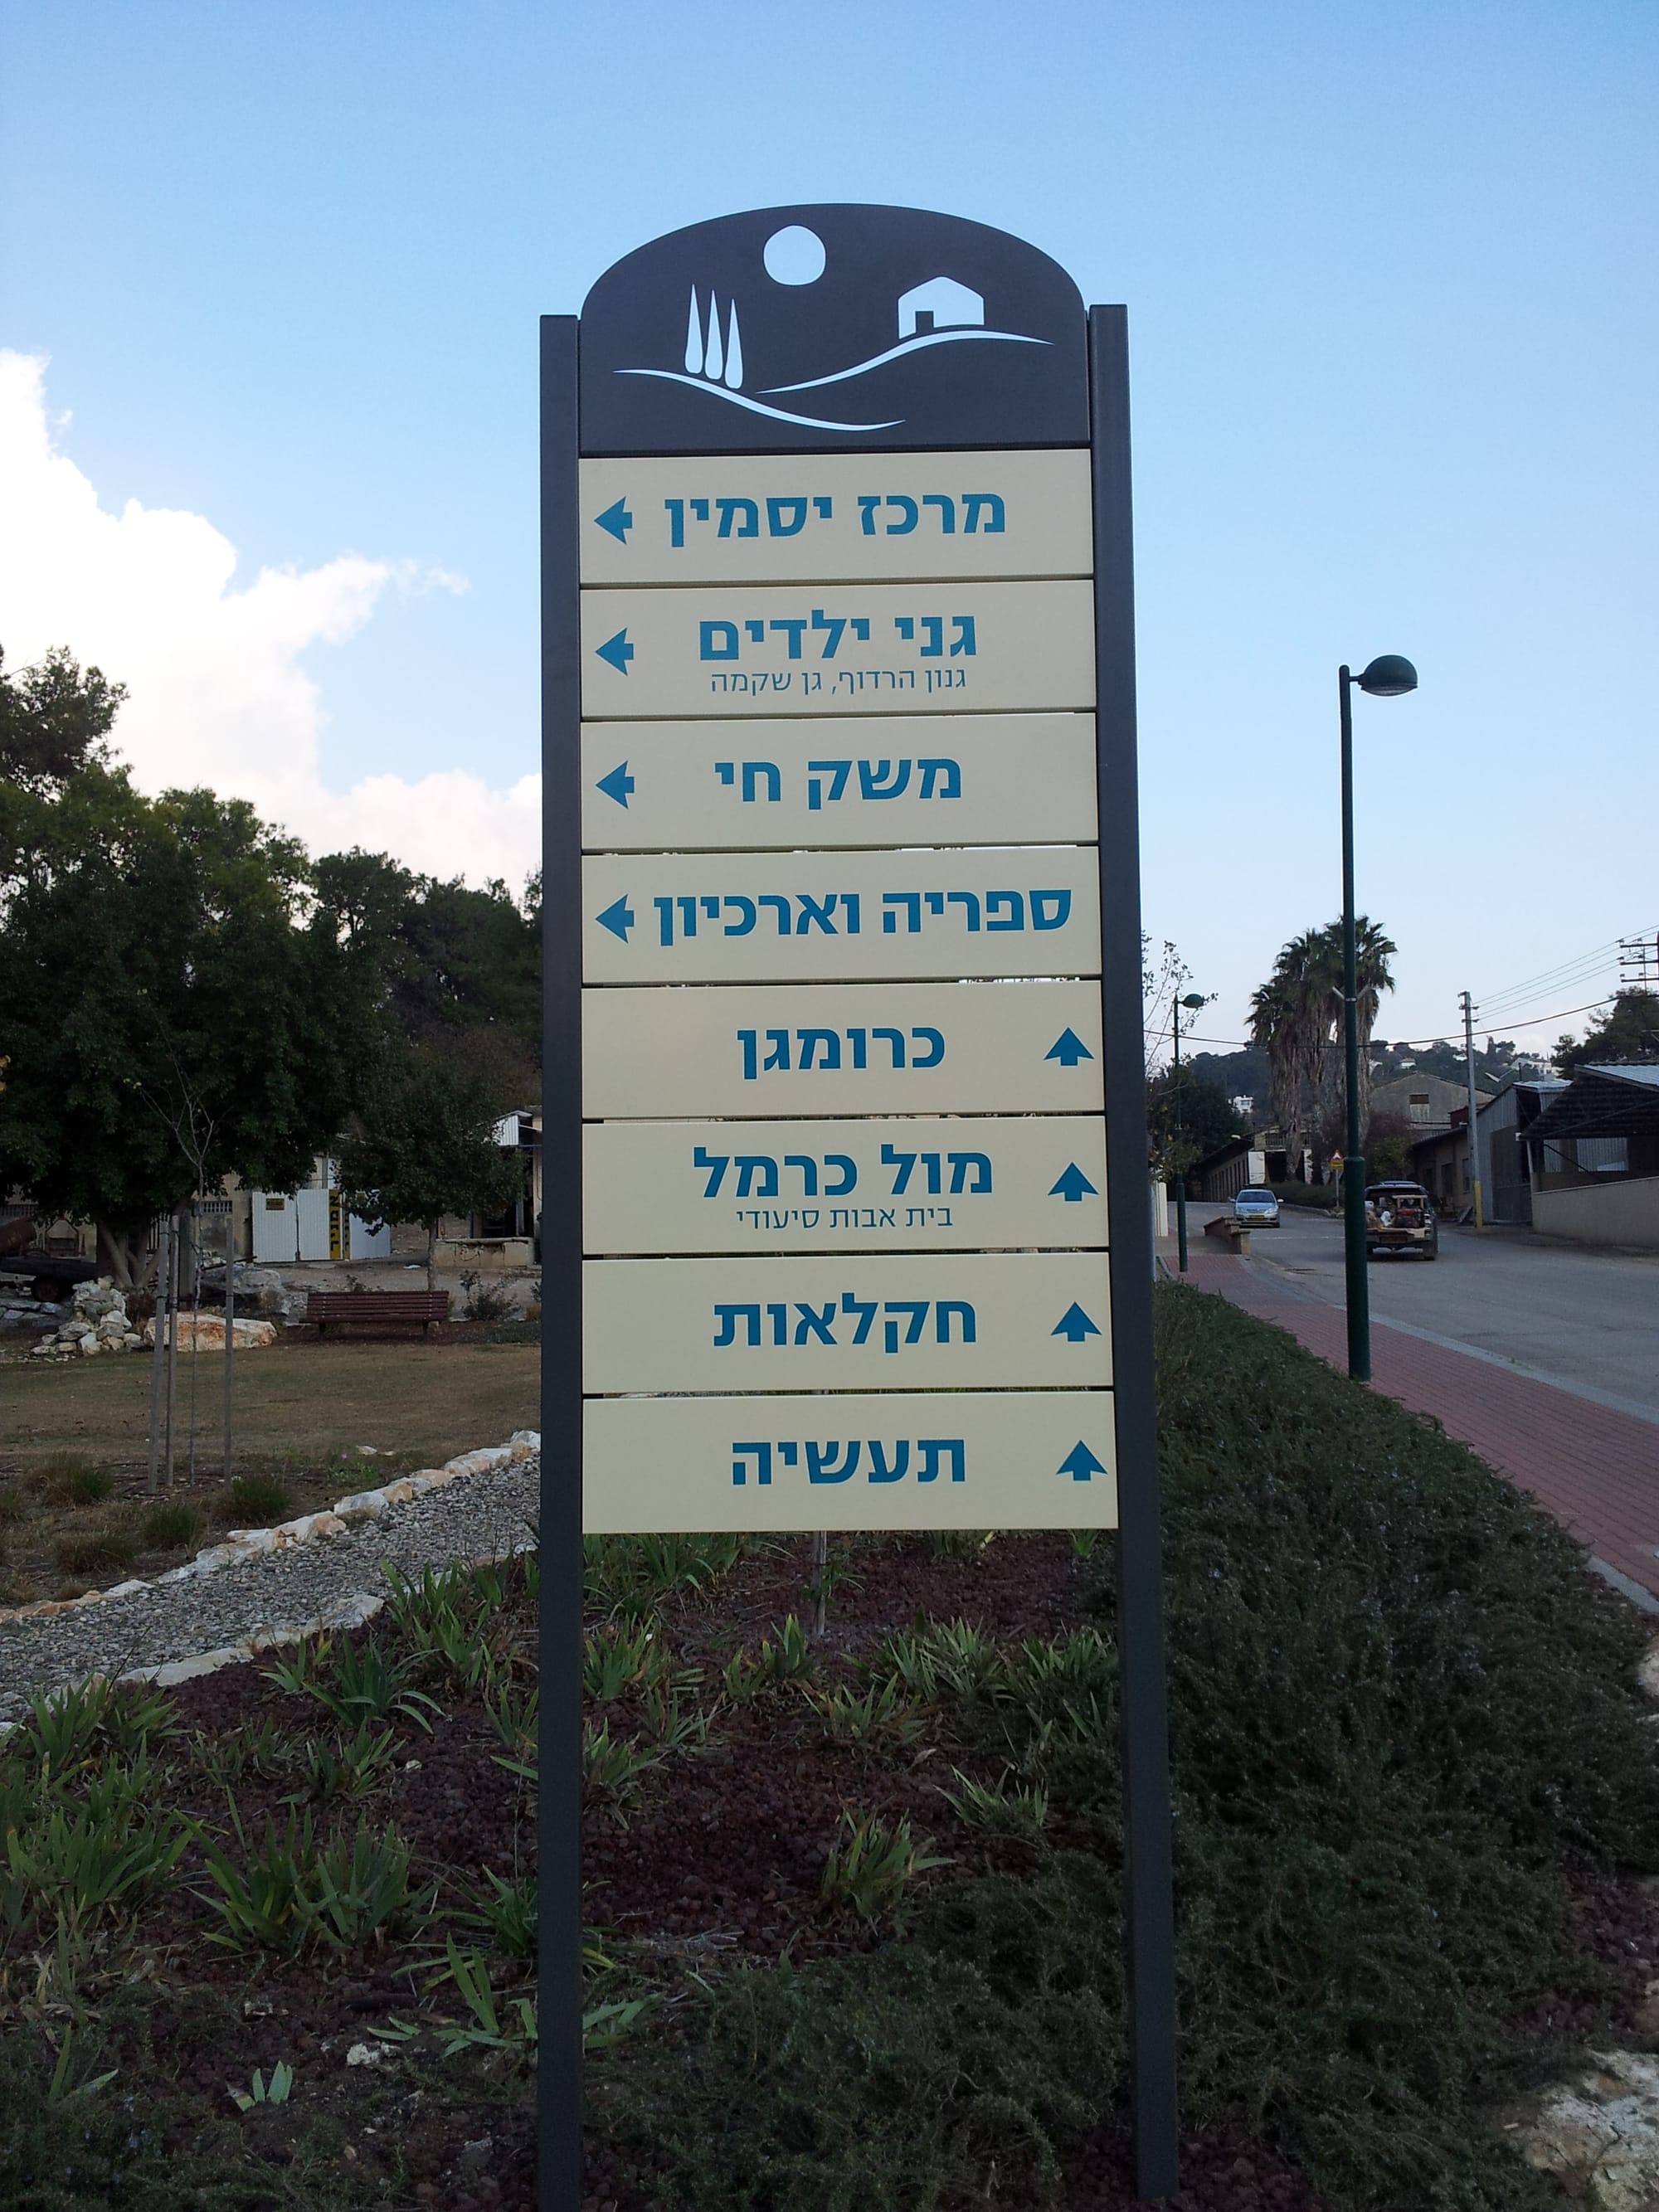 מרכז יסמין
גני ילדים
גנון הרדוף, גן שקמה
משק חי
ספריה וארכיון
כרומגן
מול כרמל
בית אבות סיעודי
חקלאות
תעשיה